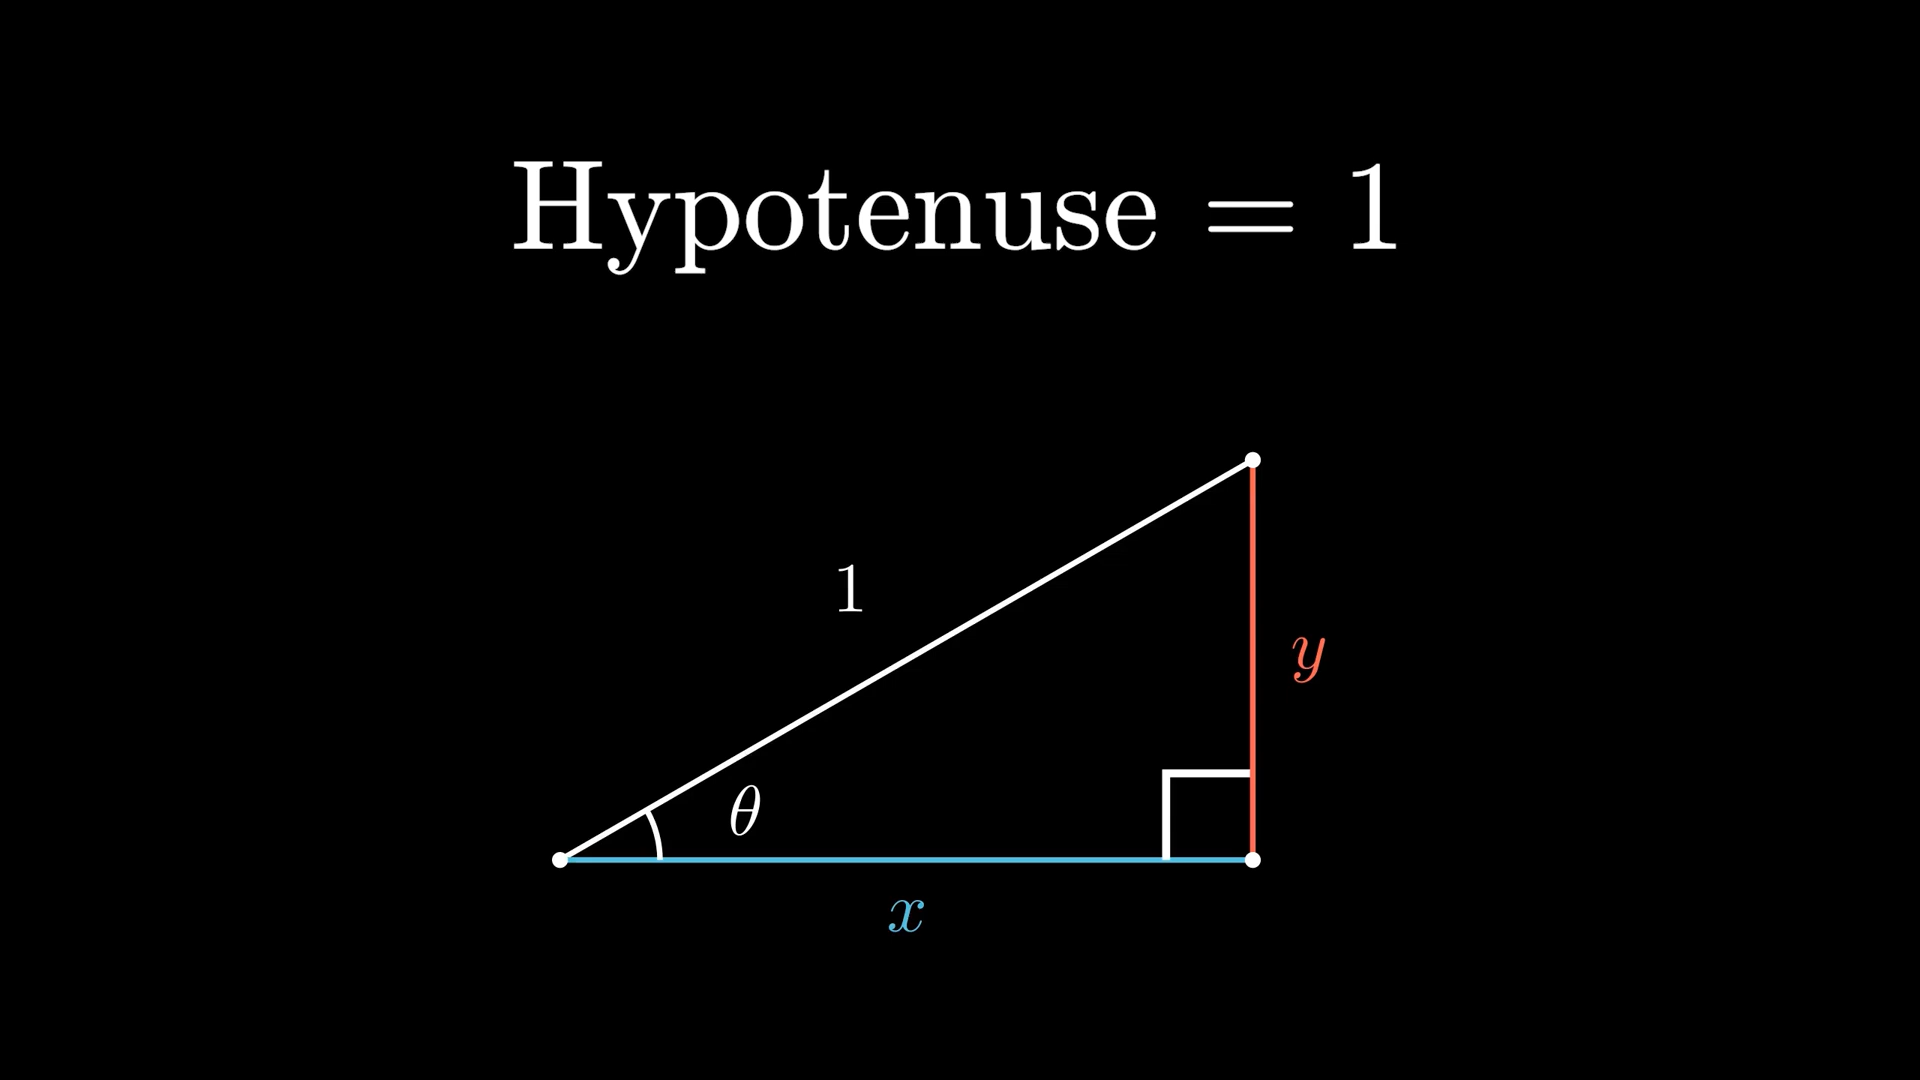 Hypotenuse = 1
1
y
θ
x